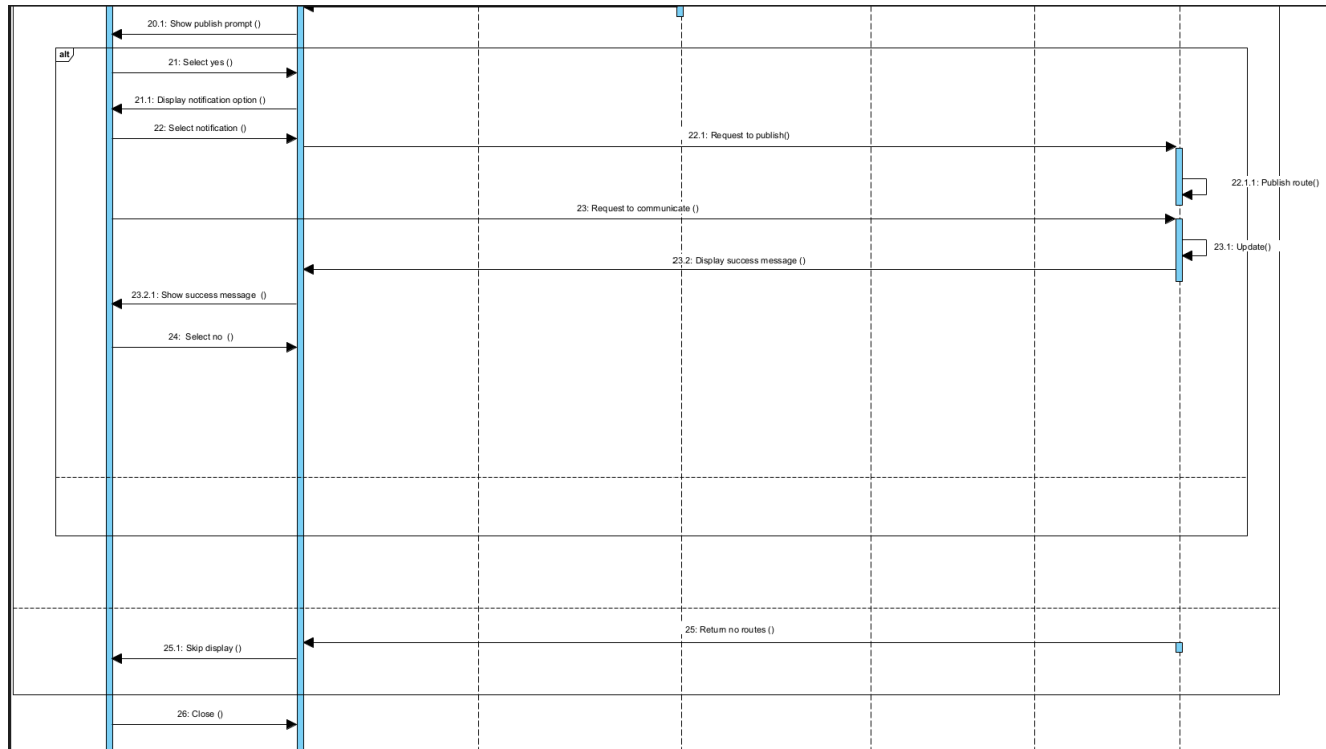 20.1: Show publish prompt ()
alt
21: Select yes ()
21.1: Display notification option ()
22: Select notification ()
22.1: Request to publish()
22.1.1: Publish route()
23: Request to communicate ()
23.1: Update()
23.2: Display success message ()
23.2.1: Show success message ()
24: Select no ()
25: Return no routes ()
25.1: Skip display ()
26: Close ()